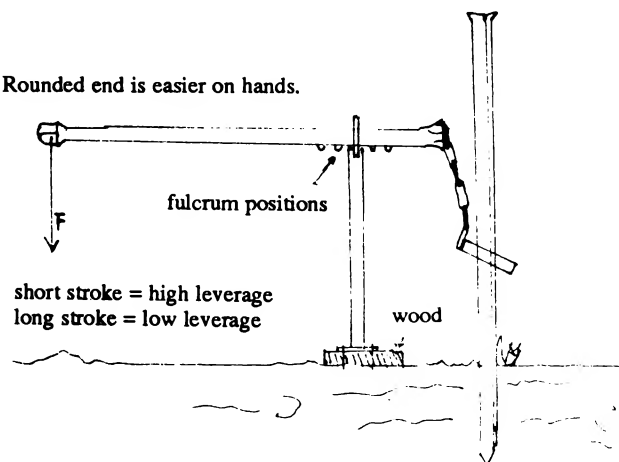 Rounded end is easier on hands.
fulcrum positions
F
short stroke = high leverage
long stroke = low leverage
wood